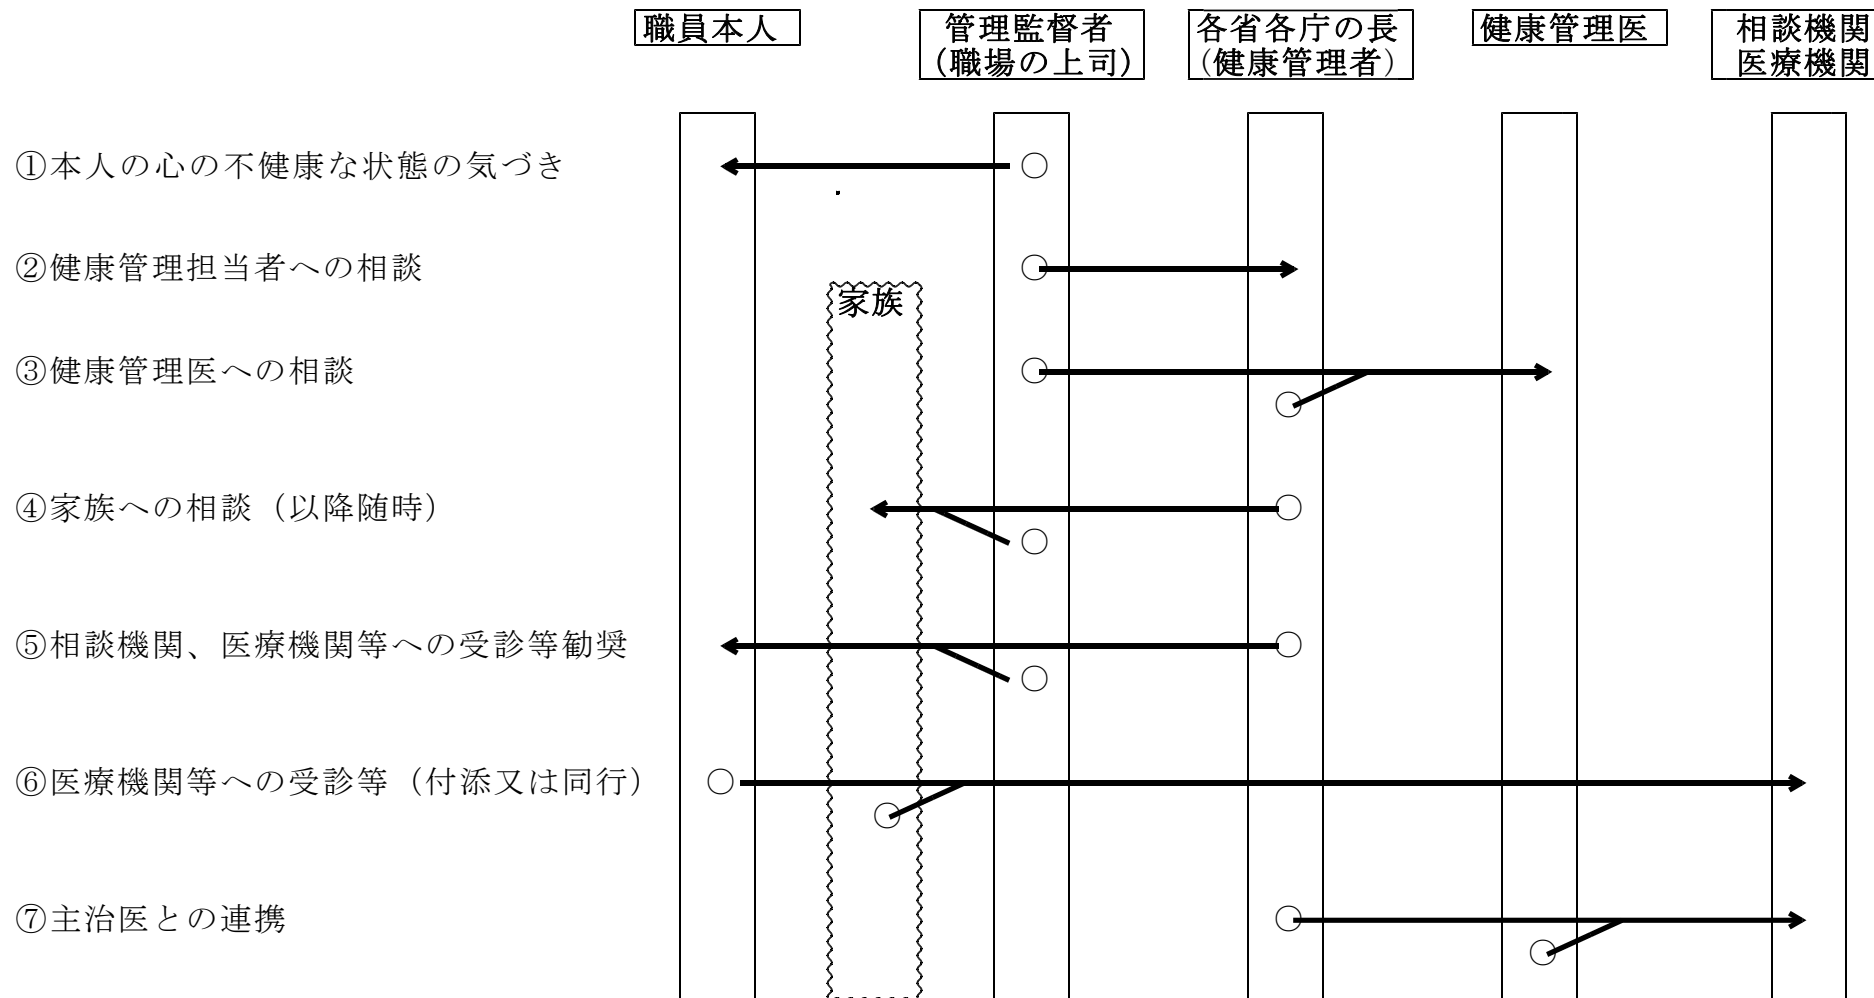 職員本人
管理監督者
(職場の上司)
各省各庁の長
(健康管理者)
健康管理医
相談機関
医療機関
①本人の心の不健康な状態の気づき
②健康管理担当者への相談
家族
③健康管理医への相談
④家族への相談（以降随時）
⑤相談機関、医療機関等への受診等勧奨
⑥医療機関等への受診等（付添又は同行）
⑦主治医との連携